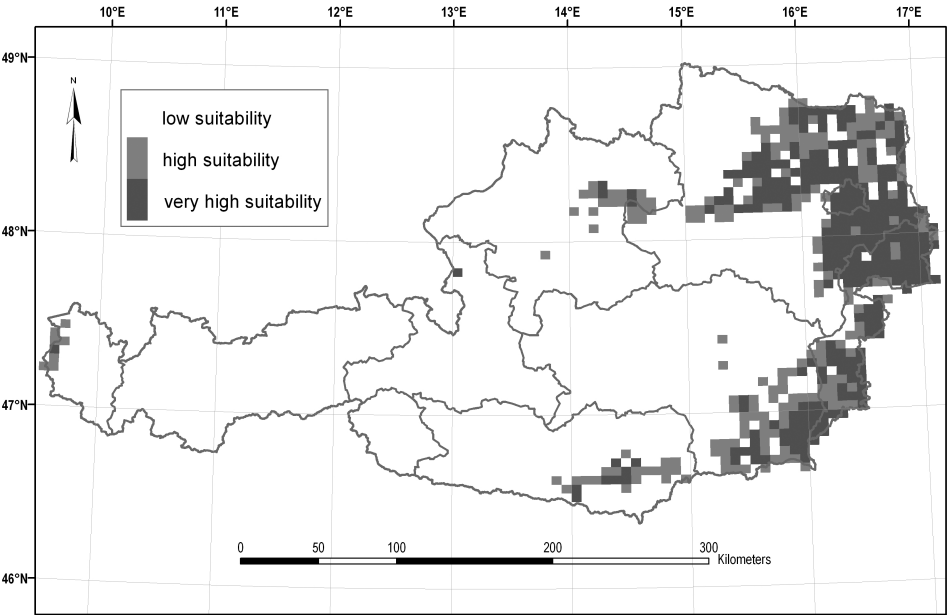 10°E 11°E 12°E 13°E 14°E 15°E 16°E 17°E
49°N
N
low suitability
high suitability
very high suitability
48°N
47°N
0 50 100 200 300
Kilometers
46°N